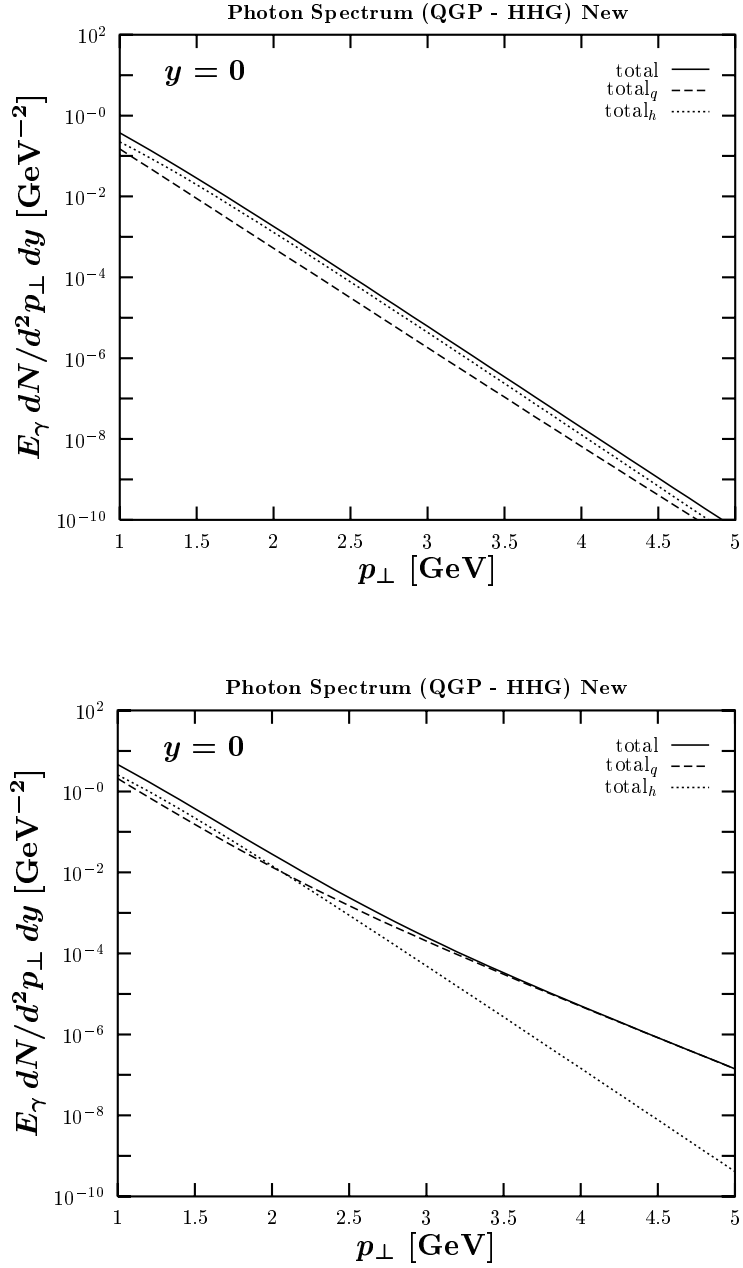 Photon Spectrum (QGP - HHG) New
y = 0
total
total_q
total_h
10^2
10^−0
10^−2
10^−4
10^−6
10^−8
10^−10
E_γ dN/d^2p_⊥ dy [GeV^−2]
1 1.5 2 2.5 3 3.5 4 4.5 5
p_⊥ [GeV]
Photon Spectrum (QGP - HHG) New
y = 0
total
total_q
total_h
10^2
10^−0
10^−2
10^−4
10^−6
10^−8
10^−10
E_γ dN/d^2p_⊥ dy [GeV^−2]
1 1.5 2 2.5 3 3.5 4 4.5 5
p_⊥ [GeV]